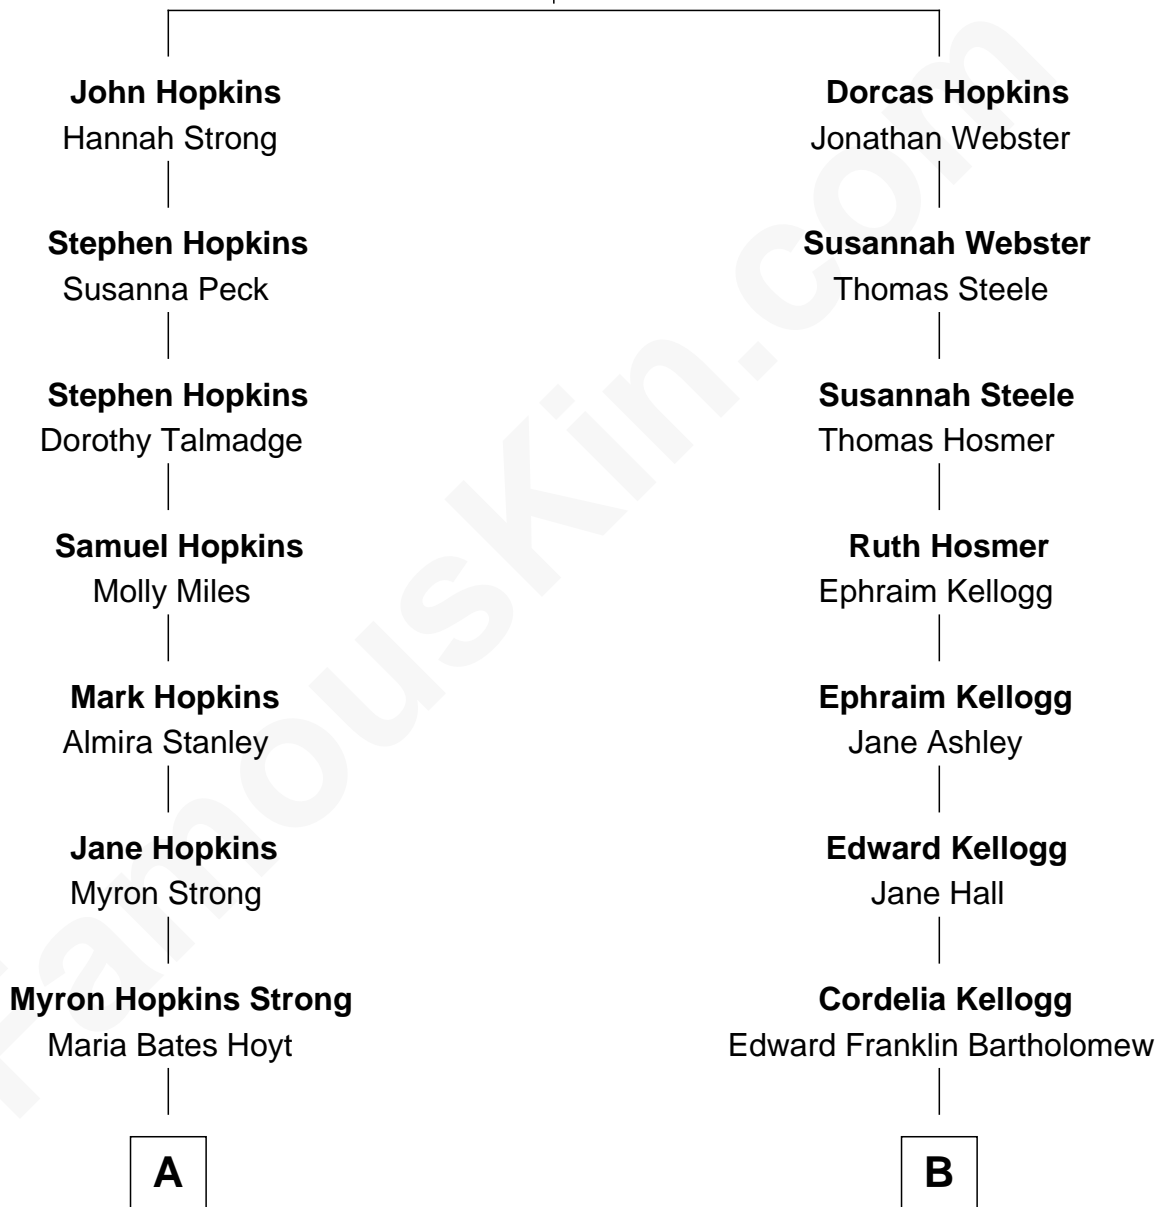 John Hopkins
Hannah Strong
Stephen Hopkins
Susanna Peck
Stephen Hopkins
Dorothy Talmadge
Samuel Hopkins
Molly Miles
Mark Hopkins
Almira Stanley
Jane Hopkins
Myron Strong
Myron Hopkins Strong
Maria Bates Hoyt
A
Dorcas Hopkins
Jonathan Webster
Susannah Webster
Thomas Steele
Susannah Steele
Thomas Hosmer
Ruth Hosmer
Ephraim Kellogg
Ephraim Kellogg
Jane Ashley
Edward Kellogg
Jane Hall
Cordelia Kellogg
Edward Franklin Bartholomew
B
FamousKin.com